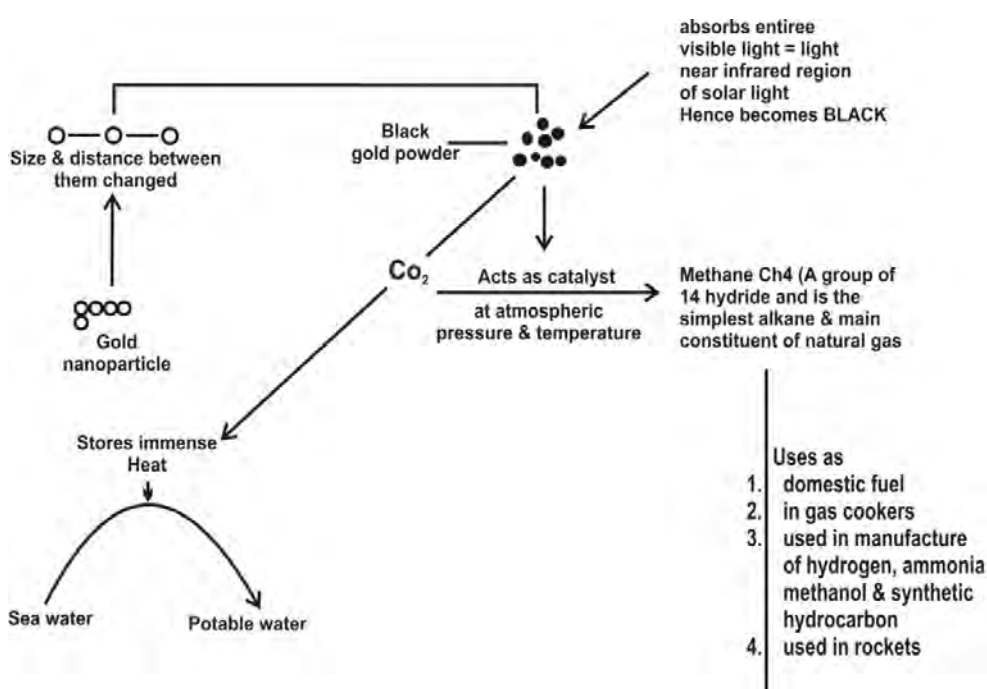 absorbs entiree
visible light = light
near infrared region
of solar light
Hence becomes BLACK
Black
gold powder
Size & distance between
them changed
Gold
nanoparticle
Co₂
Acts as catalyst
at atmospheric
pressure & temperature
Methane Ch4 (A group of
14 hydride and is the
simplest alkane & main
constituent of natural gas
Stores immense
Heat
Sea water
Potable water
Uses as
1. domestic fuel
2. in gas cookers
3. used in manufacture
of hydrogen, ammonia
methanol & synthetic
hydrocarbon
4. used in rockets